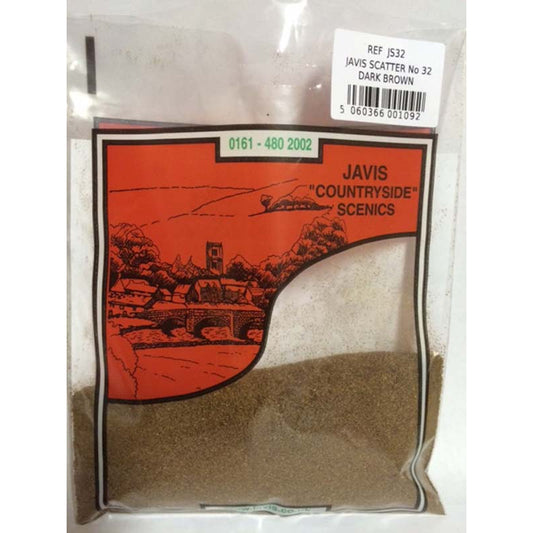 REF JS32
JAVIS SCATTER No 32
DARK BROWN
5 060366 001092
0161 - 480 2002
JAVIS
"COUNTRYSIDE"
SCENICS